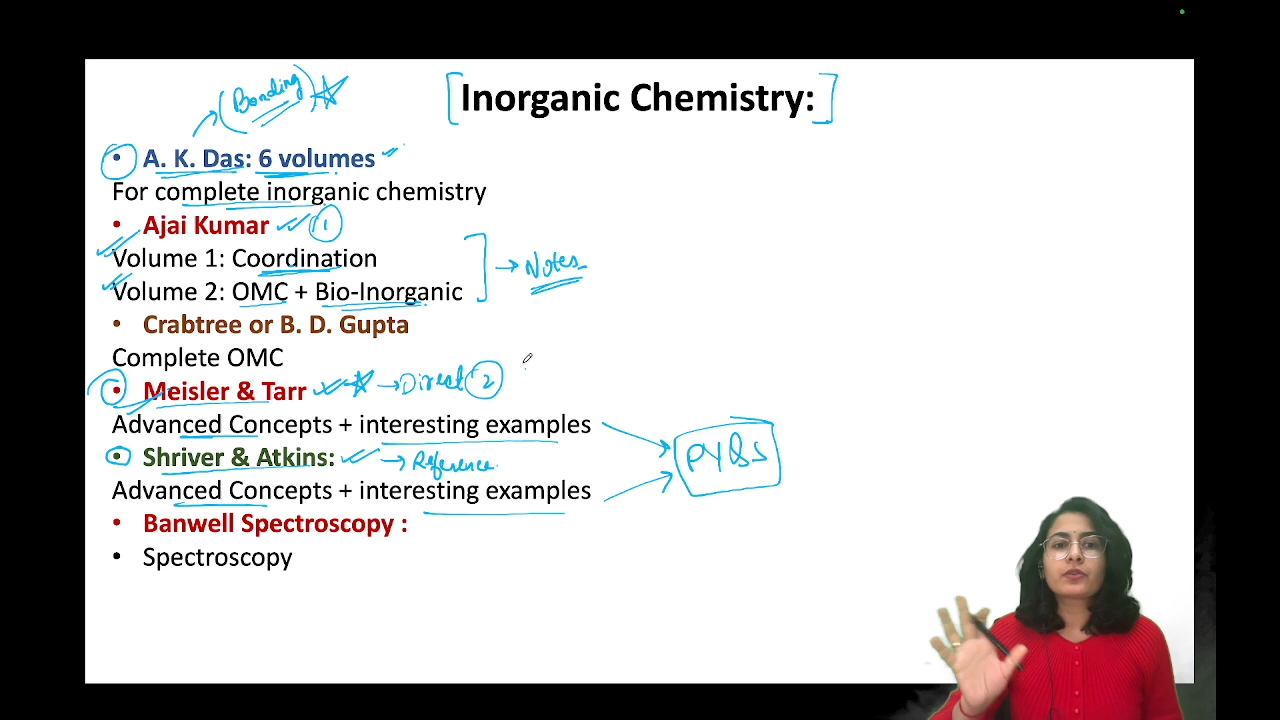 (Bonding)
[Inorganic Chemistry:]
• A. K. Das: 6 volumes
For complete inorganic chemistry
• Ajai Kumar 1
Volume 1: Coordination
→ Notes
Volume 2: OMC + Bio-Inorganic
• Crabtree or B. D. Gupta
Complete OMC
• Meisler & Tarr → Direct 2
Advanced Concepts + interesting examples
PYQs
• Shriver & Atkins: → Reference
Advanced Concepts + interesting examples
• Banwell Spectroscopy :
• Spectroscopy